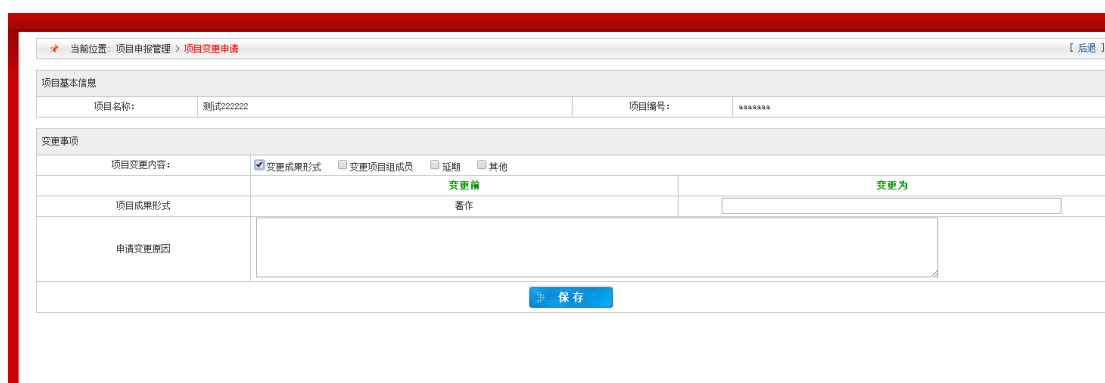 当前位置：项目申报管理 > 项目变更申请 [ 后退 ]
项目基本信息
项目名称： 测试222222 项目编号： aaaaaaa
变更事项
项目变更内容： 变更成果形式 变更项目组成员 延期 其他
变更前 变更为
项目成果形式 著作
申请变更原因
保存